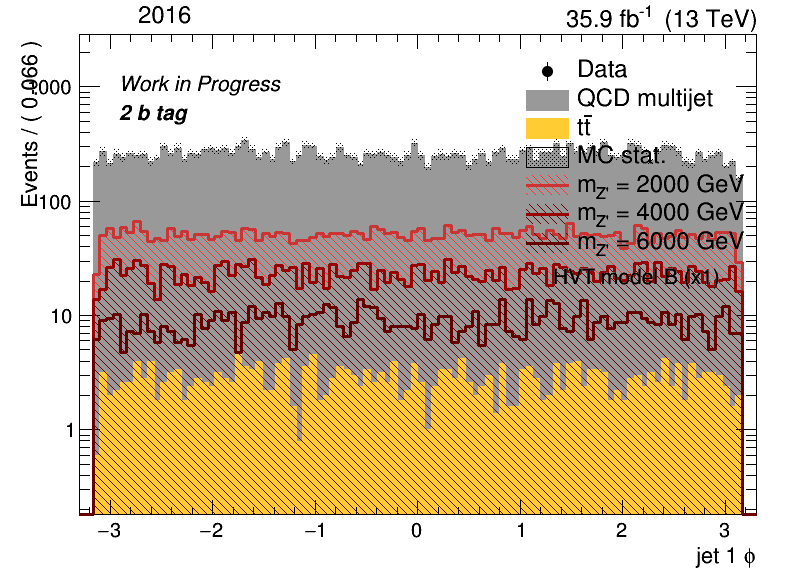 2016 35.9 fb⁻¹ (13 TeV)
Events / ( 0.066 )
1000
100
10
1
Work in Progress
2 b tag
Data
QCD multijet
tt̄
MC stat.
m_Z' = 2000 GeV
m_Z' = 4000 GeV
m_Z' = 6000 GeV
HVT model B (x1)
−3 −2 −1 0 1 2 3
jet 1 ϕ